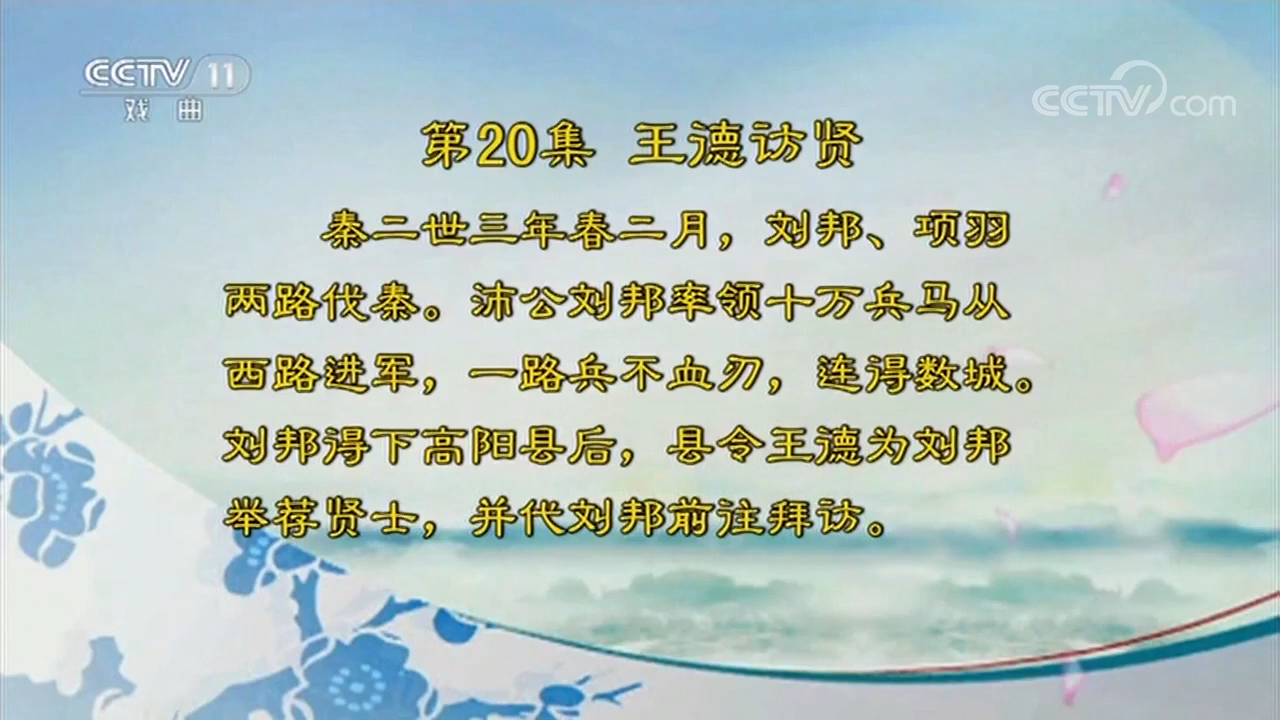 CCTV 11
戏曲
CCTV.com
第20集 王德访贤
秦二世三年春二月，刘邦、项羽
两路伐秦。沛公刘邦率领十万兵马从
西路进军，一路兵不血刃，连得数城。
刘邦得下高阳县后，县令王德为刘邦
举荐贤士，并代刘邦前往拜访。